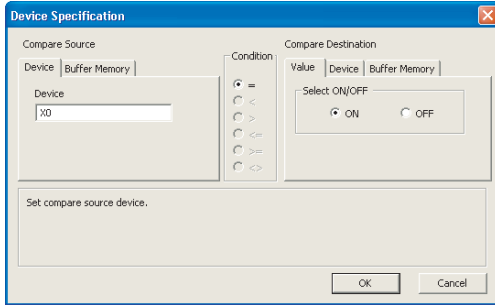 Device Specification
Compare Source
Device
Buffer Memory
Device
X0
Condition
=
<
>
<=
>=
<>
Compare Destination
Value
Device
Buffer Memory
Select ON/OFF
ON
OFF
Set compare source device.
OK
Cancel